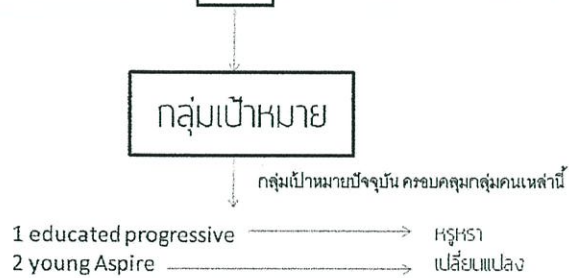 กลุ่มเป้าหมาย
กลุ่มเป้าหมายปัจจุบัน ครอบคลุมกลุ่มคนเหล่านี้
1 educated progressive หรูหรา
2 young Aspire เปลี่ยนแปลง